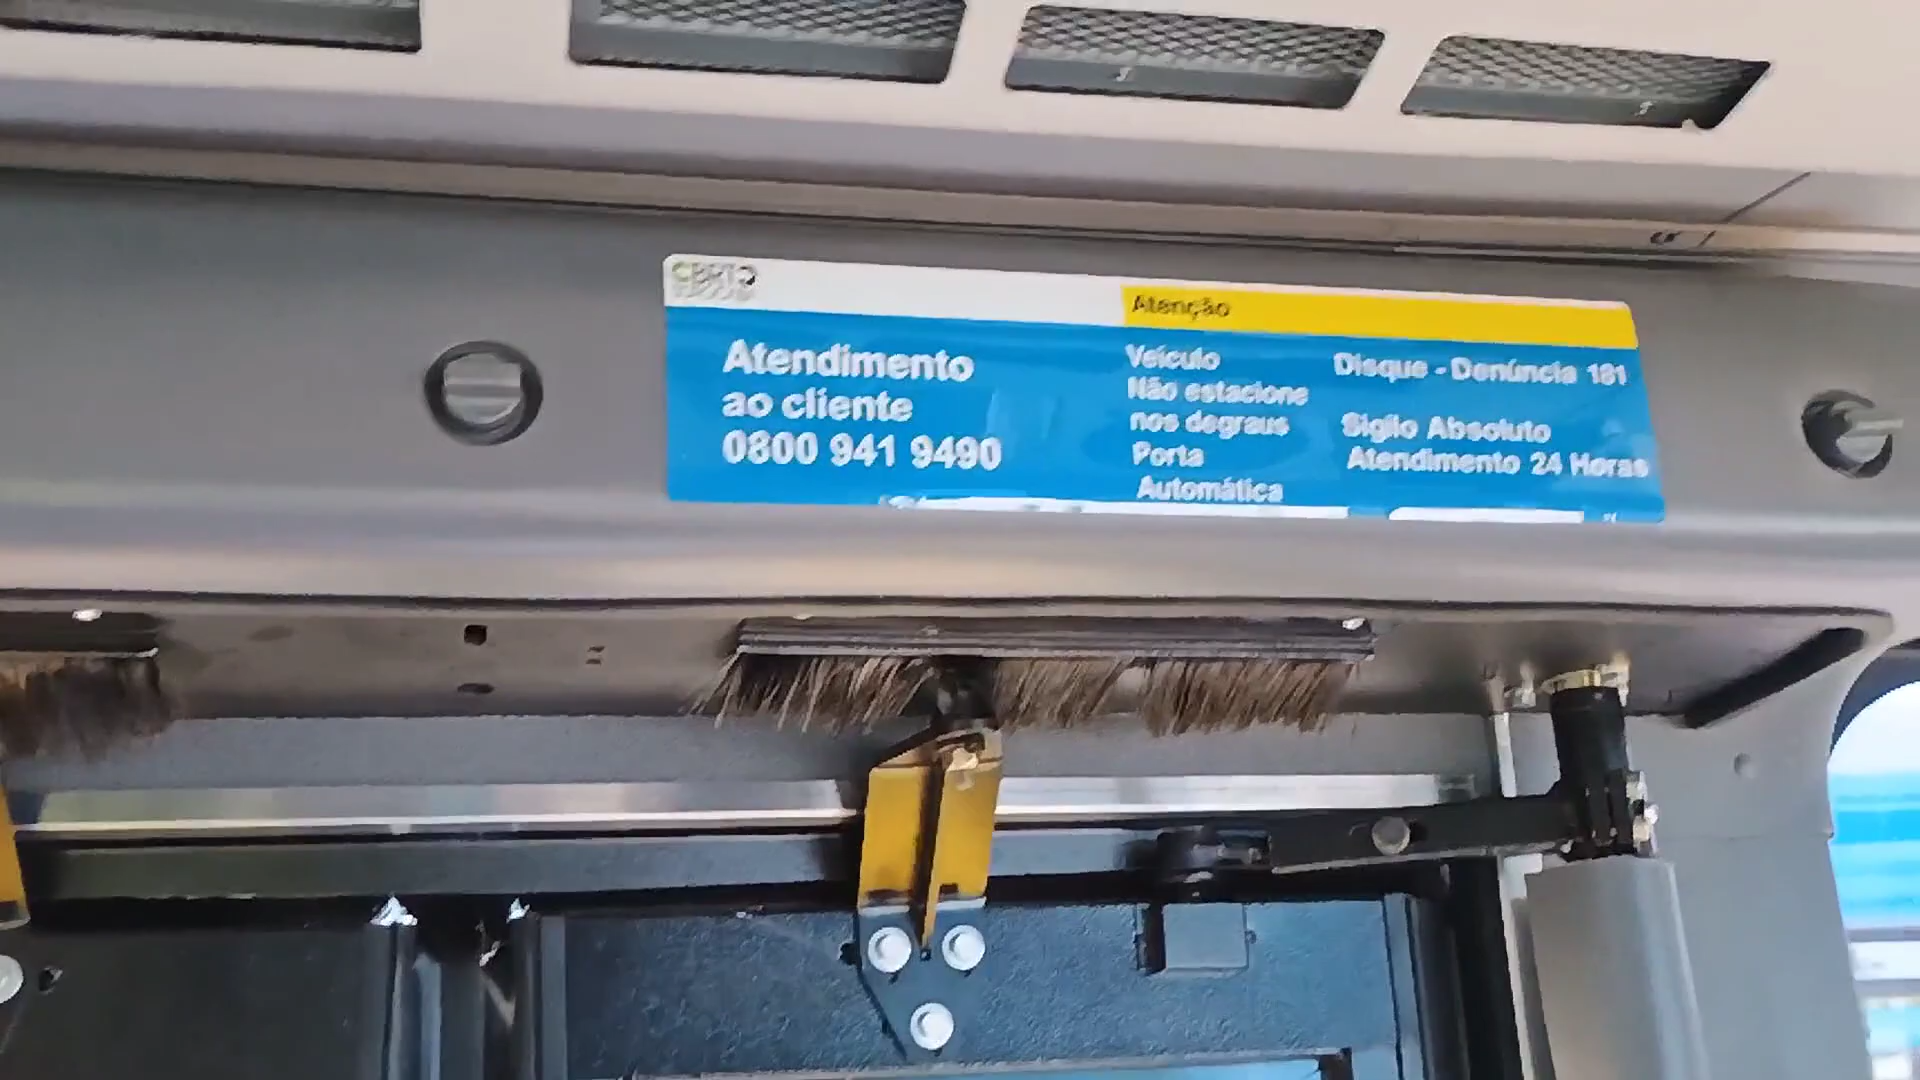 Atenção
Atendimento
ao cliente
0800 941 9490
Veículo
Não estacione
nos degraus
Porta
Automática
Disque - Denúncia 181
Sigilo Absoluto
Atendimento 24 Horas